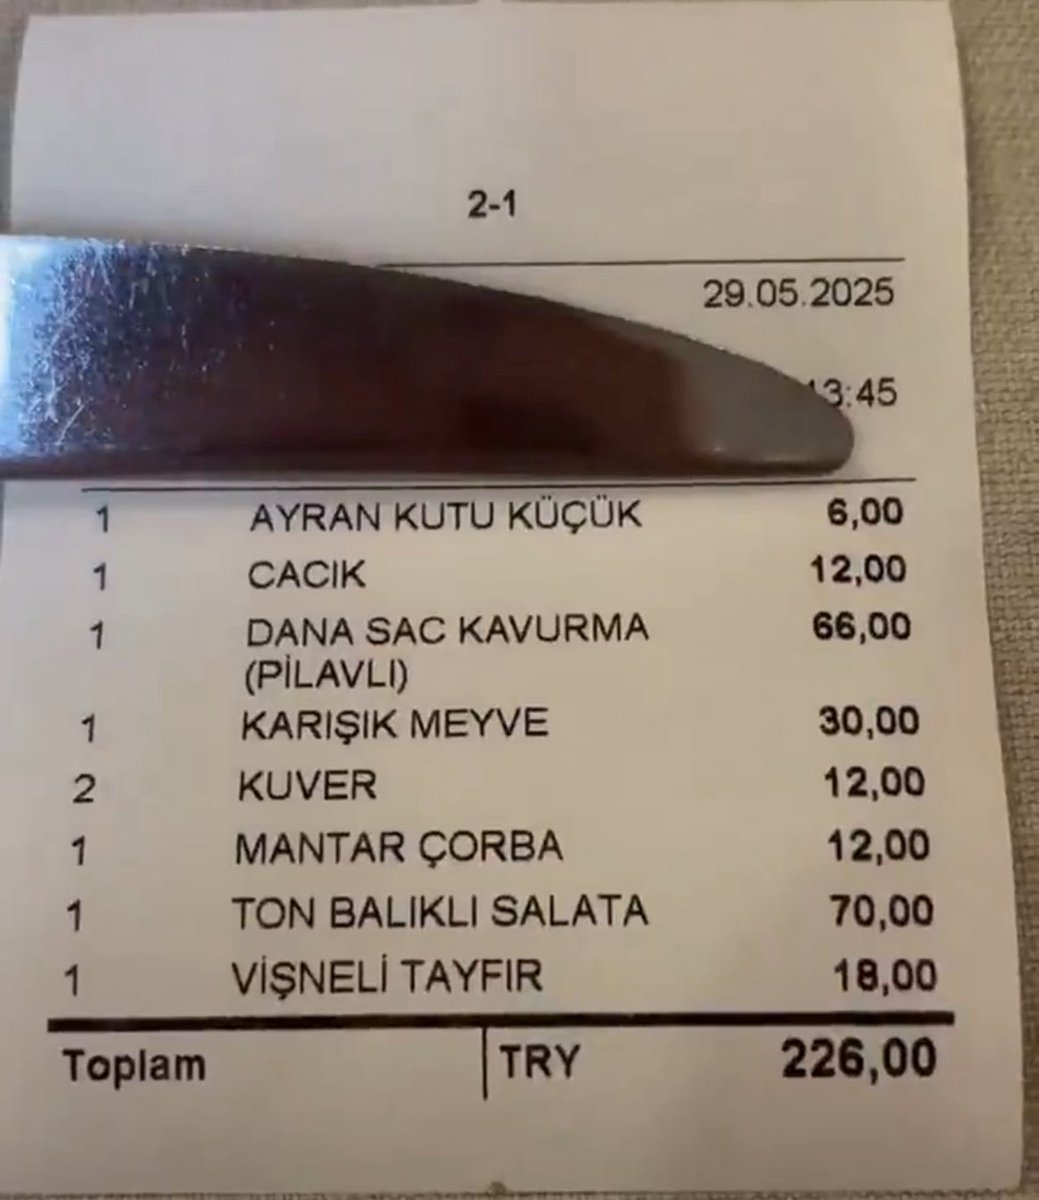 2-1
29.05.2025
3:45
1 AYRAN KUTU KÜÇÜK 6,00
1 CACIK 12,00
1 DANA SAC KAVURMA 66,00
(PİLAVLI)
1 KARIŞIK MEYVE 30,00
2 KUVER 12,00
1 MANTAR ÇORBA 12,00
1 TON BALIKLI SALATA 70,00
1 VİŞNELİ TAYFIR 18,00
Toplam TRY 226,00